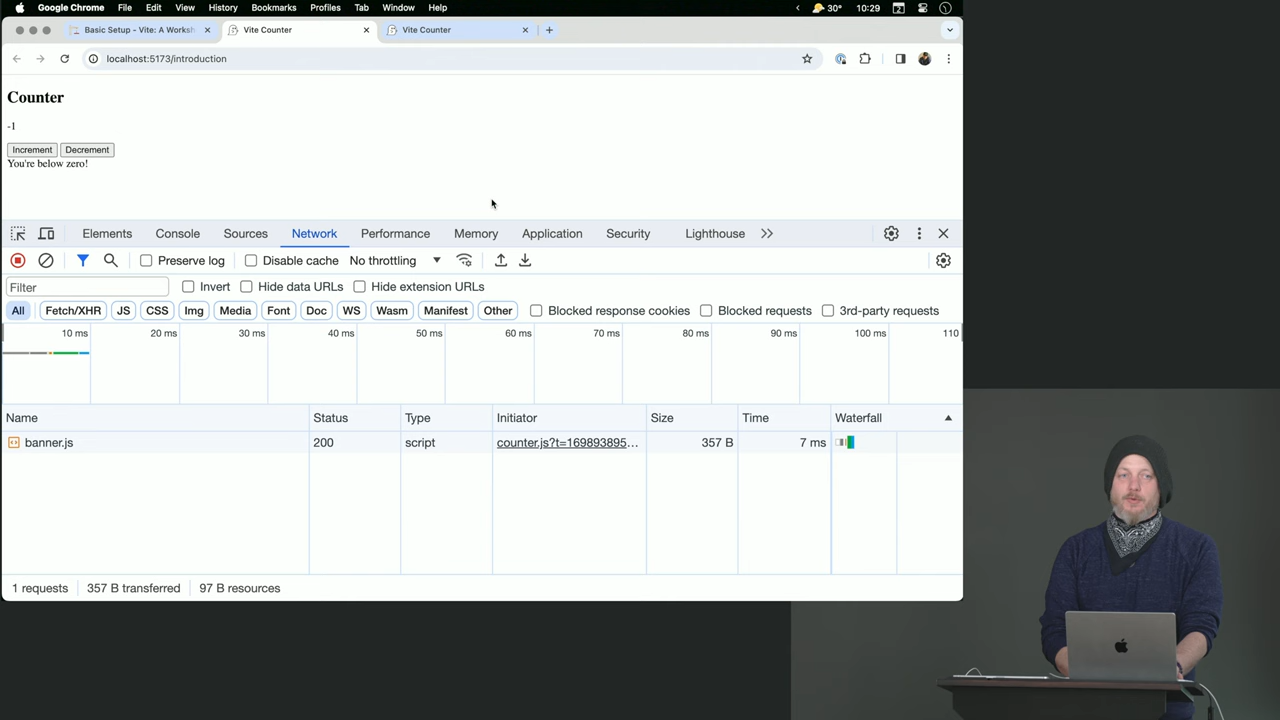 Google Chrome File Edit View History Bookmarks Profiles Tab Window Help 30° 10:29
Basic Setup - Vite: A Worksh Vite Counter Vite Counter
localhost:5173/introduction
Counter
-1
Increment Decrement
You're below zero!
Elements Console Sources Network Performance Memory Application Security Lighthouse
Preserve log Disable cache No throttling
Filter Invert Hide data URLs Hide extension URLs
All Fetch/XHR JS CSS Img Media Font Doc WS Wasm Manifest Other Blocked response cookies Blocked requests 3rd-party requests
10 ms 20 ms 30 ms 40 ms 50 ms 60 ms 70 ms 80 ms 90 ms 100 ms 110
Name Status Type Initiator Size Time Waterfall
banner.js 200 script counter.js?t=169893895… 357 B 7 ms
1 requests 357 B transferred 97 B resources